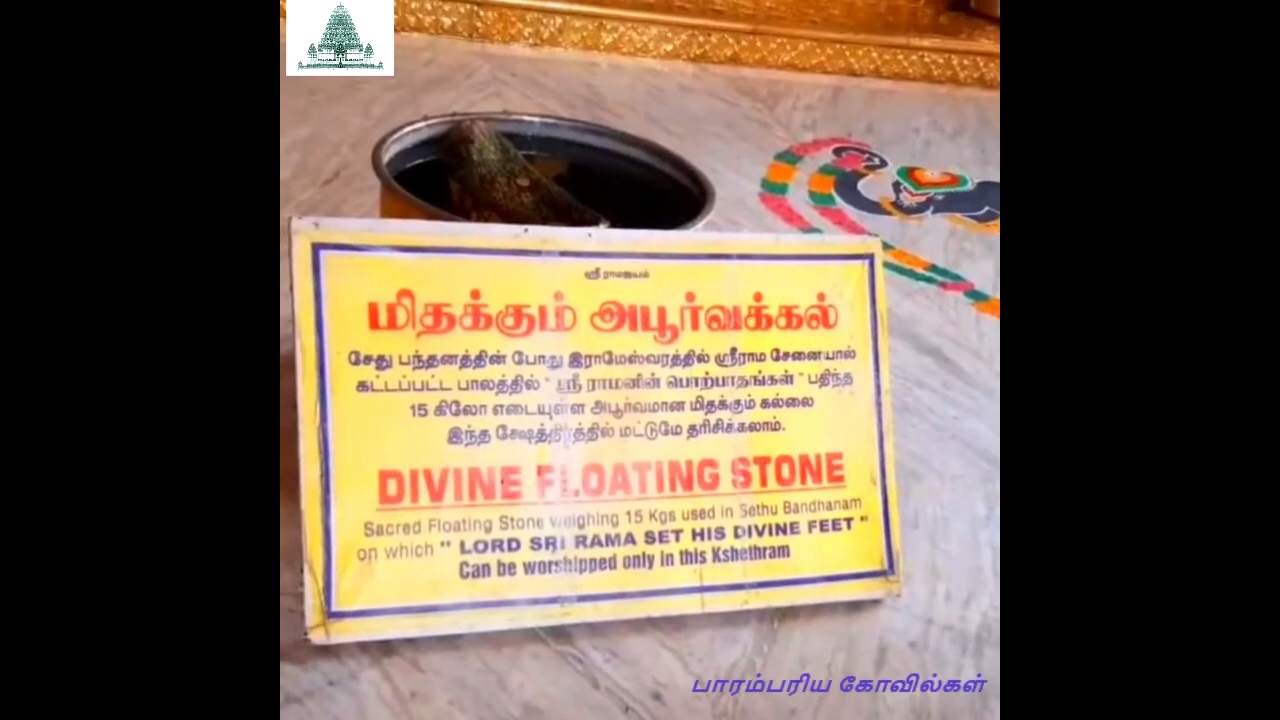 ஸ்ரீ ராமஜயம்
மிதக்கும் அபூர்வக்கல்
சேது பந்தனத்தின் போது இராமேஸ்வரத்தில் ஸ்ரீராம சேனையால்
கட்டப்பட்ட பாலத்தில் " ஸ்ரீ ராமனின் பொற்பாதங்கள் " பதிந்த
15 கிலோ எடையுள்ள அபூர்வமான மிதக்கும் கல்லை
இந்த க்ஷேத்திரத்தில் மட்டுமே தரிசிக்கலாம்.
DIVINE FLOATING STONE
Sacred Floating Stone weighing 15 Kgs used in Sethu Bandhanam
on which " LORD SRI RAMA SET HIS DIVINE FEET "
Can be worshipped only in this Kshethram
பாரம்பரிய கோவில்கள்